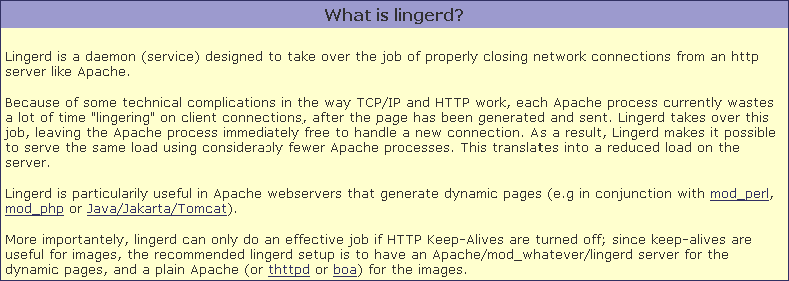 What is lingerd?
Lingerd is a daemon (service) designed to take over the job of properly closing network connections from an http
server like Apache.
Because of some technical complications in the way TCP/IP and HTTP work, each Apache process currently wastes
a lot of time "lingering" on client connections, after the page has been generated and sent. Lingerd takes over this
job, leaving the Apache process immediately free to handle a new connection. As a result, Lingerd makes it possible
to serve the same load using considerably fewer Apache processes. This translates into a reduced load on the
server.
Lingerd is particularily useful in Apache webservers that generate dynamic pages (e.g in conjunction with mod_perl,
mod_php or Java/Jakarta/Tomcat).
More importantely, lingerd can only do an effective job if HTTP Keep-Alives are turned off; since keep-alives are
useful for images, the recommended lingerd setup is to have an Apache/mod_whatever/lingerd server for the
dynamic pages, and a plain Apache (or thttpd or boa) for the images.